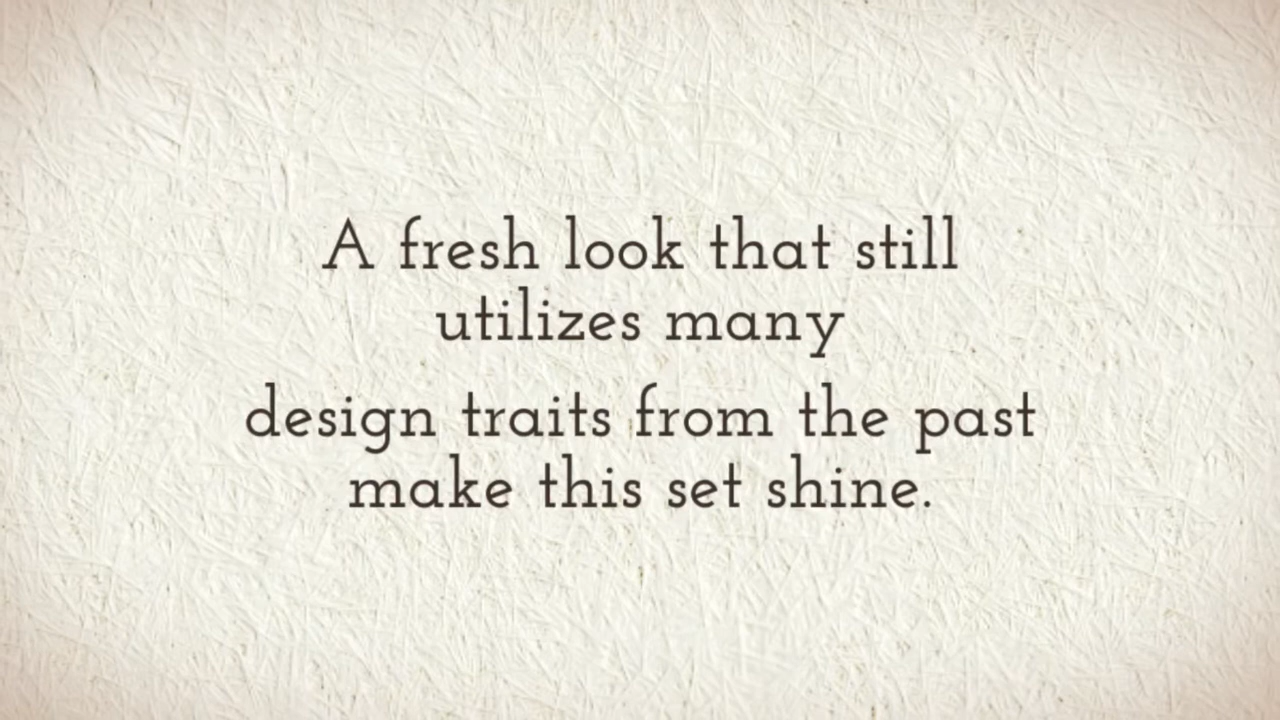 A fresh look that still
utilizes many
design traits from the past
make this set shine.